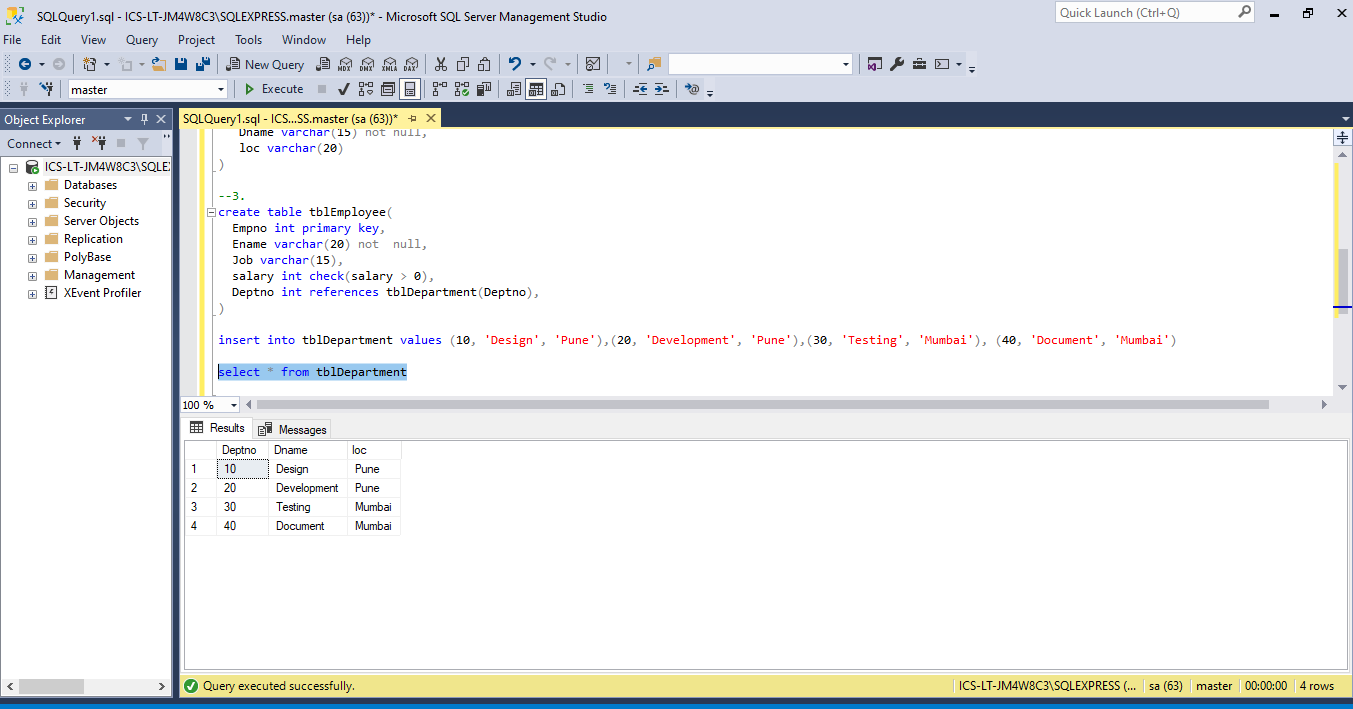 SQLQuery1.sql - ICS-LT-JM4W8C3\SQLEXPRESS.master (sa (63))* - Microsoft SQL Server Management Studio
Quick Launch (Ctrl+Q)
File Edit View Query Project Tools Window Help
New Query MDX DMX XMLA DAX
master Execute
Object Explorer
SQLQuery1.sql - ICS...SS.master (sa (63))*
Connect
ICS-LT-JM4W8C3\SQLE
Databases
Security
Server Objects
Replication
PolyBase
Management
XEvent Profiler
Dname varchar(15) not null,
loc varchar(20)
)
--3.
create table tblEmployee(
Empno int primary key,
Ename varchar(20) not  null,
Job varchar(15),
salary int check(salary > 0),
Deptno int references tblDepartment(Deptno),
)
insert into tblDepartment values (10, 'Design', 'Pune'),(20, 'Development', 'Pune'),(30, 'Testing', 'Mumbai'), (40, 'Document', 'Mumbai')
select * from tblDepartment
100 %
Results Messages
Deptno Dname loc
1 10 Design Pune
2 20 Development Pune
3 30 Testing Mumbai
4 40 Document Mumbai
Query executed successfully.
ICS-LT-JM4W8C3\SQLEXPRESS (... sa (63) master 00:00:00 4 rows